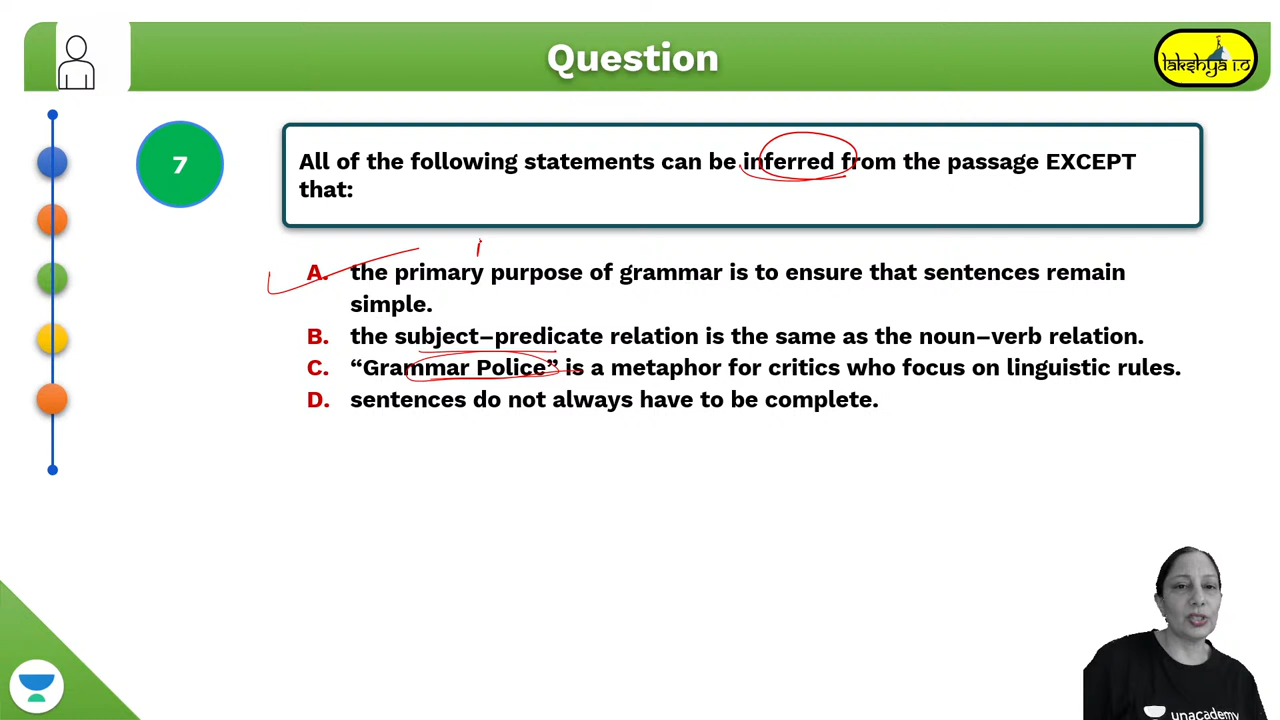 Question
lakshya 1.0
7
All of the following statements can be inferred from the passage EXCEPT
that:
A. the primary purpose of grammar is to ensure that sentences remain
simple.
B. the subject–predicate relation is the same as the noun–verb relation.
C. “Grammar Police” is a metaphor for critics who focus on linguistic rules.
D. sentences do not always have to be complete.
unacademy